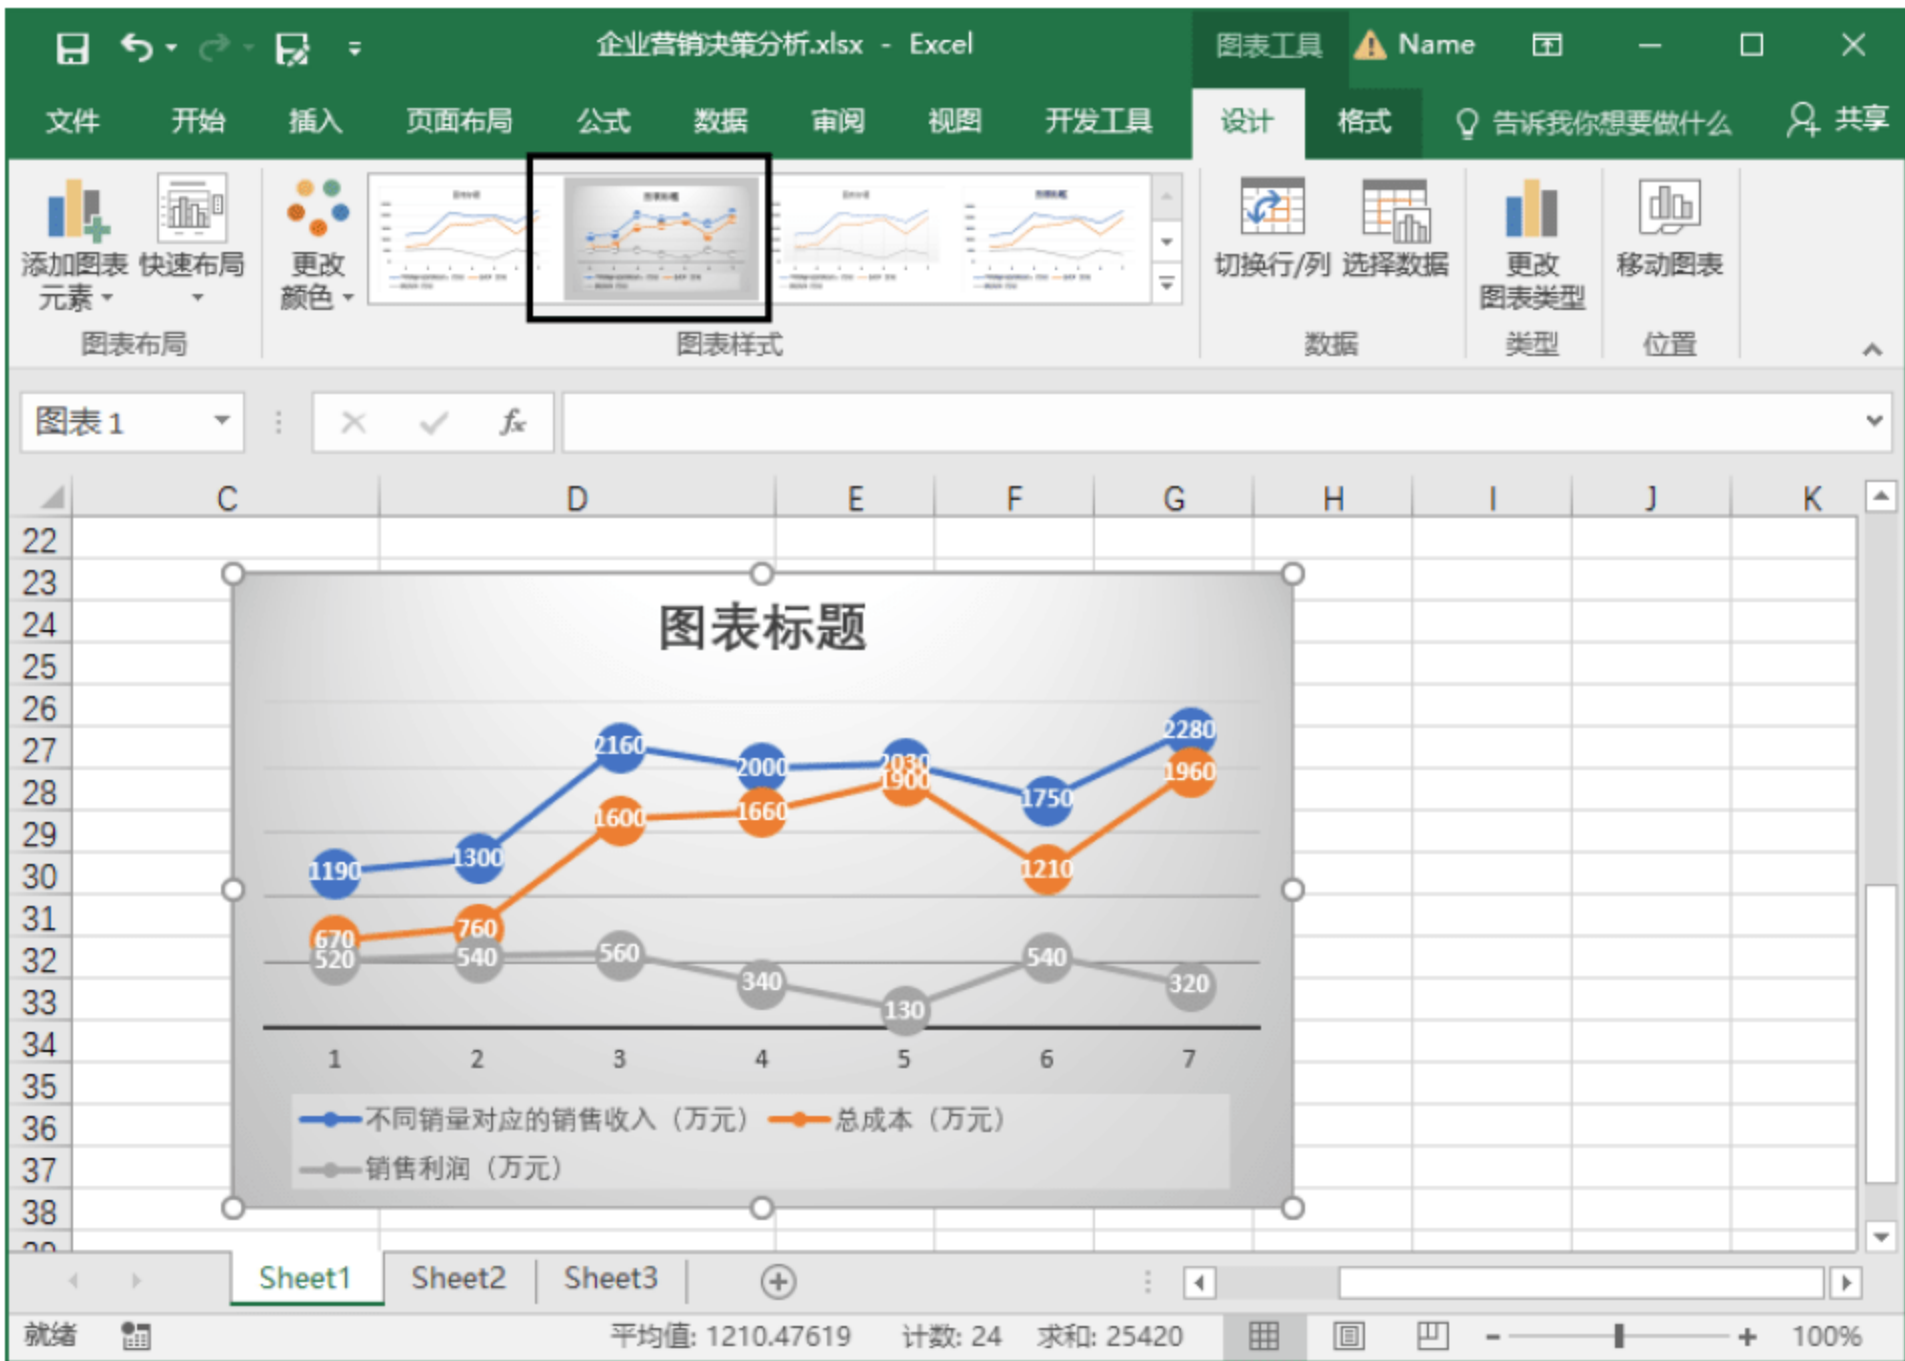 企业营销决策分析.xlsx - Excel
图表工具
Name
文件 开始 插入 页面布局 公式 数据 审阅 视图 开发工具 设计 格式 告诉我你想要做什么 共享
添加图表
元素
快速布局
更改
颜色
切换行/列
选择数据
更改
图表类型
移动图表
图表布局 图表样式 数据 类型 位置
图表 1
fx
C D E F G H I J K
22
23
24
25
26
27
28
29
30
31
32
33
34
35
36
37
38
图表标题
1190 1300 2160 2000 2030 1750 2280
670 760 1600 1660 1900 1210 1960
520 540 560 340 130 540 320
1 2 3 4 5 6 7
不同销量对应的销售收入（万元） 总成本（万元）
销售利润（万元）
Sheet1 Sheet2 Sheet3
就绪 平均值: 1210.47619 计数: 24 求和: 25420 100%